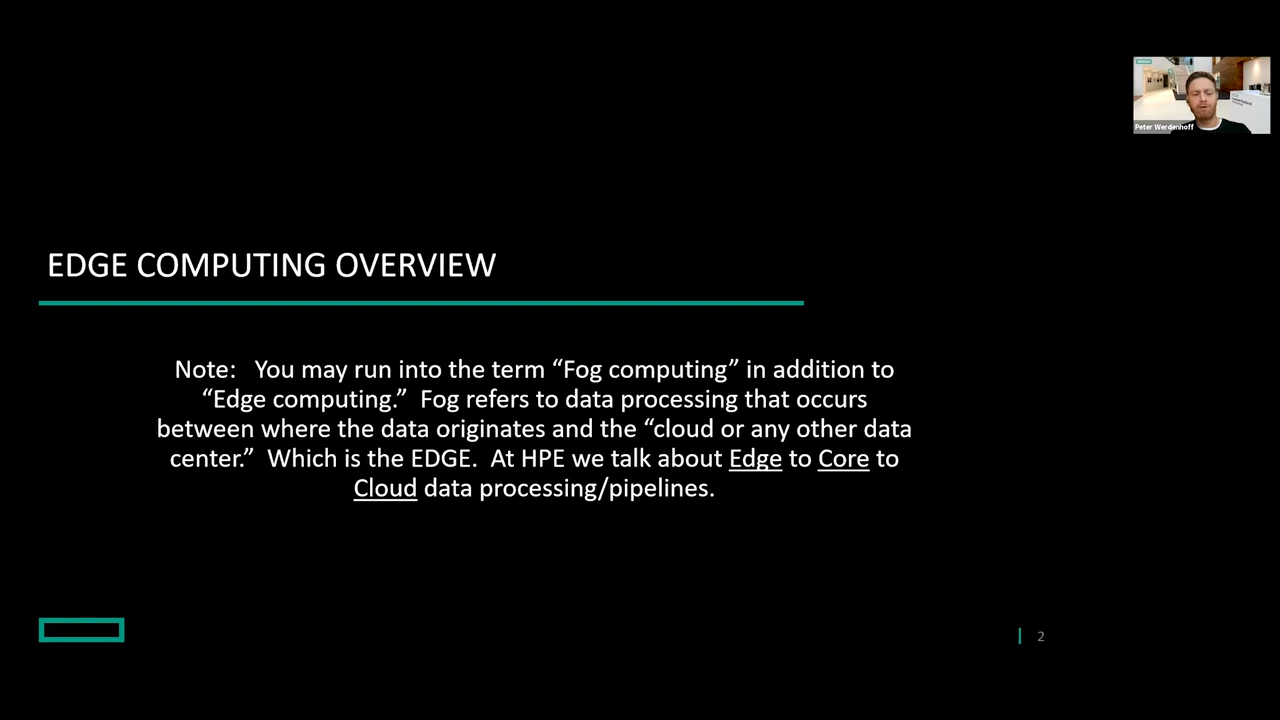 EDGE COMPUTING OVERVIEW
Note:   You may run into the term “Fog computing” in addition to
“Edge computing.”  Fog refers to data processing that occurs
between where the data originates and the “cloud or any other data
center.”  Which is the EDGE.  At HPE we talk about Edge to Core to
Cloud data processing/pipelines.
Peter Werdenhoff
2